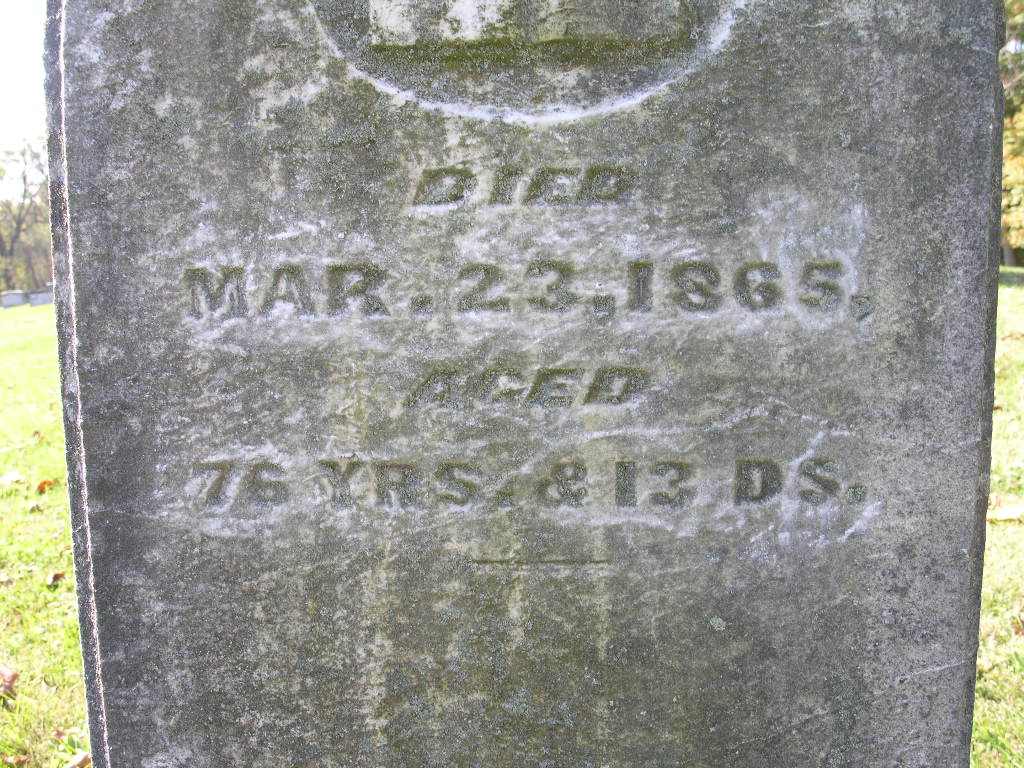 DIED
MAR. 23, 1865,
AGED
76 YRS. & 13 DS.